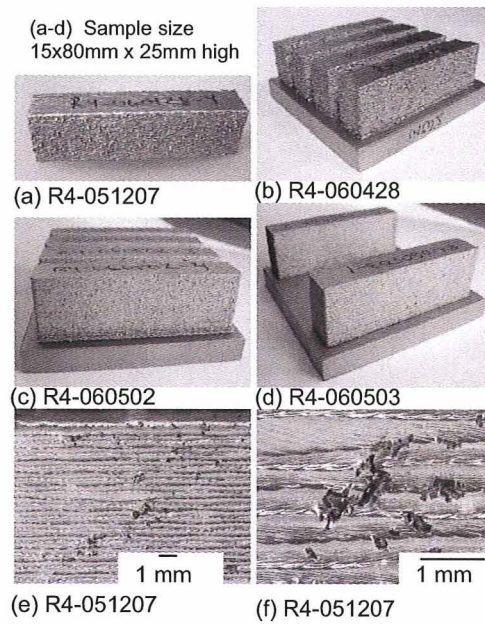 (a-d) Sample size
15x80mm x 25mm high
(a) R4-051207
(b) R4-060428
(c) R4-060502
(d) R4-060503
1 mm
1 mm
(e) R4-051207
(f) R4-051207